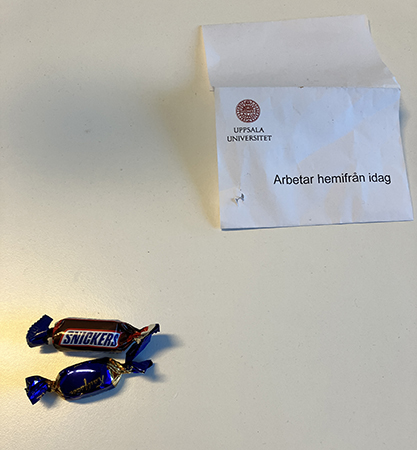 UPPSALA
UNIVERSITET
Arbetar hemifrån idag
SNICKERS